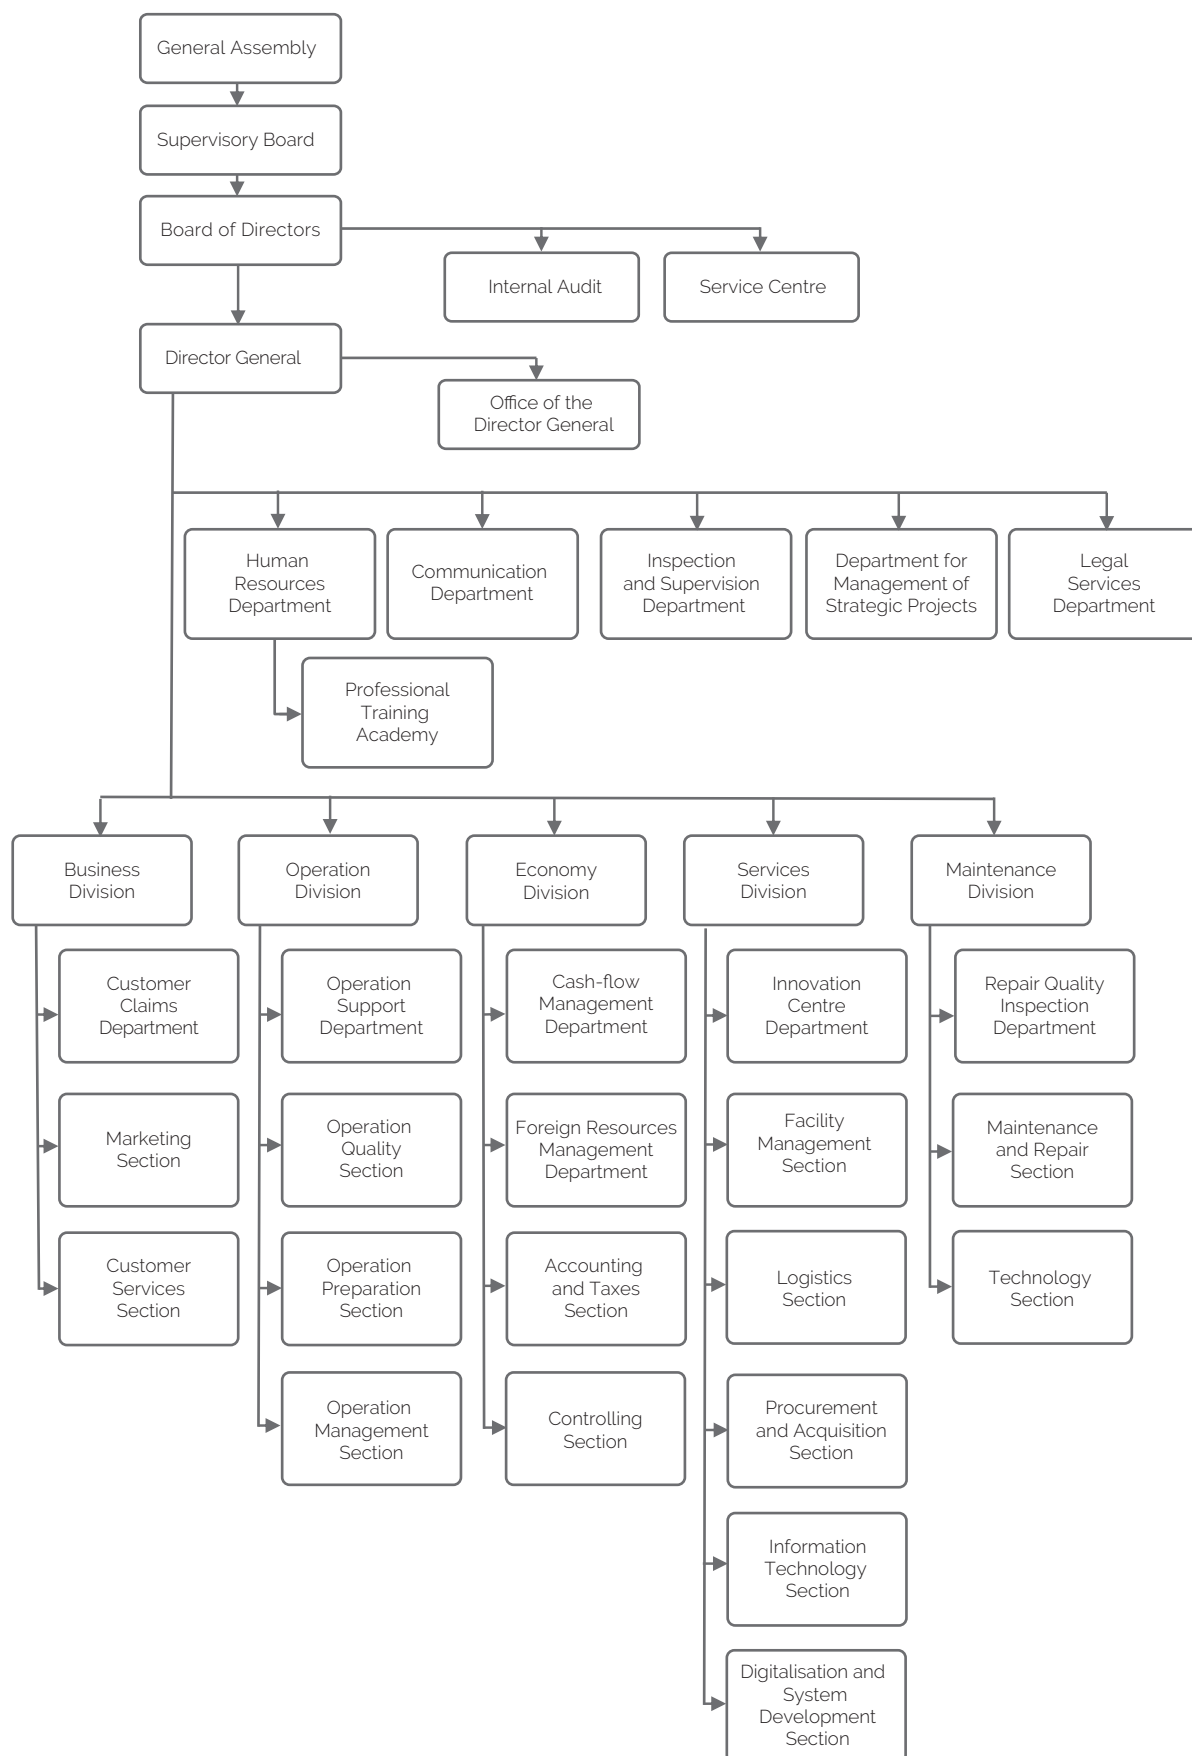 General Assembly
Supervisory Board
Board of Directors
Internal Audit
Service Centre
Director General
Office of the
Director General
Human
Resources
Department
Communication
Department
Inspection
and Supervision
Department
Department for
Management of
Strategic Projects
Legal
Services
Department
Professional
Training
Academy
Business
Division
Operation
Division
Economy
Division
Services
Division
Maintenance
Division
Customer
Claims
Department
Operation
Support
Department
Cash-flow
Management
Department
Innovation
Centre
Department
Repair Quality
Inspection
Department
Marketing
Section
Operation
Quality
Section
Foreign Resources
Management
Department
Facility
Management
Section
Maintenance
and Repair
Section
Customer
Services
Section
Operation
Preparation
Section
Accounting
and Taxes
Section
Logistics
Section
Technology
Section
Operation
Management
Section
Controlling
Section
Procurement
and Acquisition
Section
Information
Technology
Section
Digitalisation and
System
Development
Section